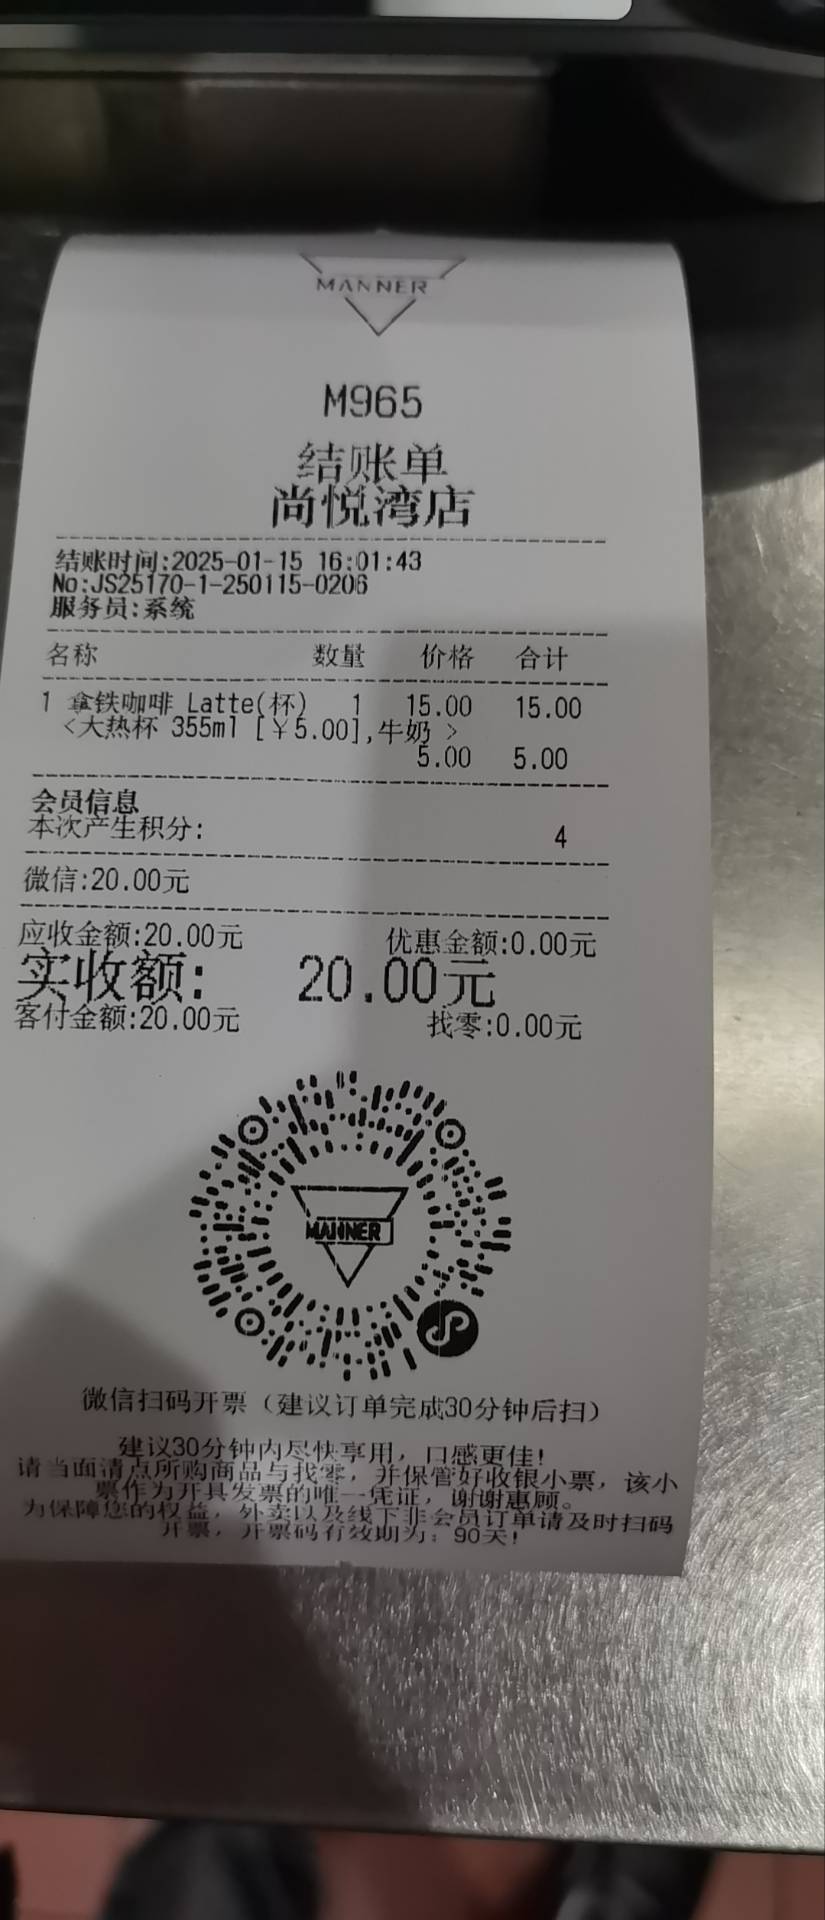 MANNER
M965
结账单
尚悦湾店
结账时间:2025-01-15 16:01:43
No:JS25170-1-250115-0206
服务员:系统
名称 数量 价格 合计
1 拿铁咖啡 Latte(杯) 1 15.00 15.00
<大热杯 355ml [￥5.00],牛奶 >
5.00 5.00
会员信息
本次产生积分: 4
微信:20.00元
应收金额:20.00元 优惠金额:0.00元
实收额: 20.00元
客付金额:20.00元 找零:0.00元
MANNER
微信扫码开票（建议订单完成30分钟后扫）
建议30分钟内尽快享用，口感更佳!
请当面清点所购商品与找零，并保管好收银小票，该小
票作为开具发票的唯一凭证，谢谢惠顾。
为保障您的权益，外卖以及线下非会员订单请及时扫码
开票，开票码有效期为：90天!